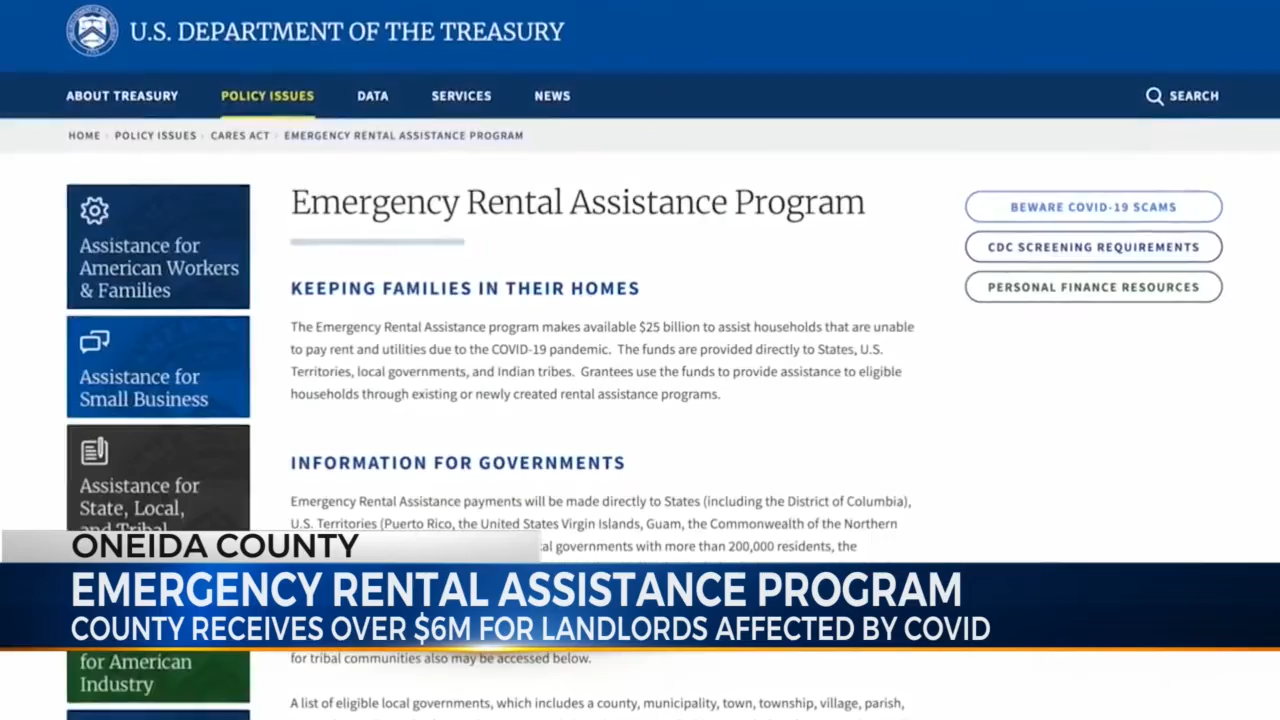 U.S. DEPARTMENT OF THE TREASURY
ABOUT TREASURY POLICY ISSUES DATA SERVICES NEWS SEARCH
HOME POLICY ISSUES CARES ACT EMERGENCY RENTAL ASSISTANCE PROGRAM
Assistance for
American Workers
& Families
Assistance for
Small Business
Assistance for
State, Local,
and Tribal
for American
Industry
Emergency Rental Assistance Program
KEEPING FAMILIES IN THEIR HOMES
The Emergency Rental Assistance program makes available $25 billion to assist households that are unable
to pay rent and utilities due to the COVID-19 pandemic. The funds are provided directly to States, U.S.
Territories, local governments, and Indian tribes. Grantees use the funds to provide assistance to eligible
households through existing or newly created rental assistance programs.
INFORMATION FOR GOVERNMENTS
Emergency Rental Assistance payments will be made directly to States (including the District of Columbia),
U.S. Territories (Puerto Rico, the United States Virgin Islands, Guam, the Commonwealth of the Northern
governments with more than 200,000 residents, the
for tribal communities also may be accessed below.
A list of eligible local governments, which includes a county, municipality, town, township, village, parish,
BEWARE COVID-19 SCAMS
CDC SCREENING REQUIREMENTS
PERSONAL FINANCE RESOURCES
ONEIDA COUNTY
EMERGENCY RENTAL ASSISTANCE PROGRAM
COUNTY RECEIVES OVER $6M FOR LANDLORDS AFFECTED BY COVID